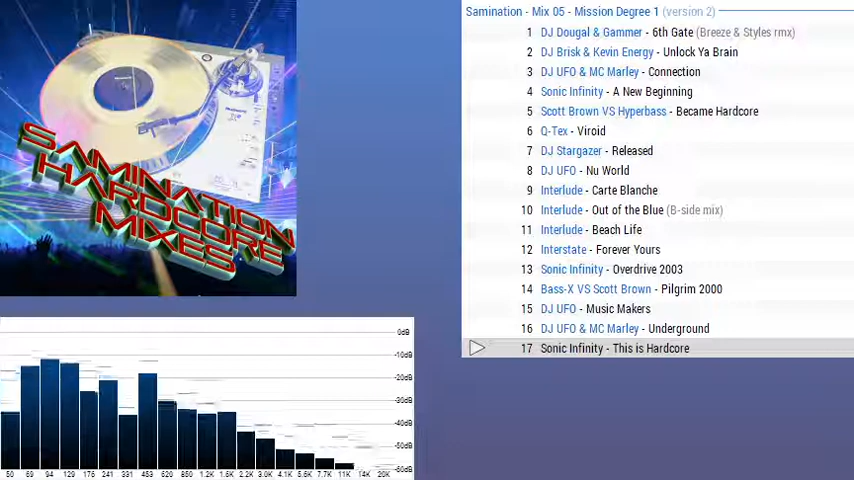 SAMINATION
HARDCORE
MIXES
Samination - Mix 05 - Mission Degree 1 (version 2)
1 DJ Dougal & Gammer - 6th Gate (Breeze & Styles rmx)
2 DJ Brisk & Kevin Energy - Unlock Ya Brain
3 DJ UFO & MC Marley - Connection
4 Sonic Infinity - A New Beginning
5 Scott Brown VS Hyperbass - Became Hardcore
6 Q-Tex - Viroid
7 DJ Stargazer - Released
8 DJ UFO - Nu World
9 Interlude - Carte Blanche
10 Interlude - Out of the Blue (B-side mix)
11 Interlude - Beach Life
12 Interstate - Forever Yours
13 Sonic Infinity - Overdrive 2003
14 Bass-X VS Scott Brown - Pilgrim 2000
15 DJ UFO - Music Makers
16 DJ UFO & MC Marley - Underground
17 Sonic Infinity - This is Hardcore
0dB
-10dB
-20dB
-30dB
-40dB
-50dB
-60dB
50 69 94 129 176 241 331 453 620 850 1.2K 1.6K 2.2K 3.0K 4.1K 5.6K 7.7K 11K 14K 20K